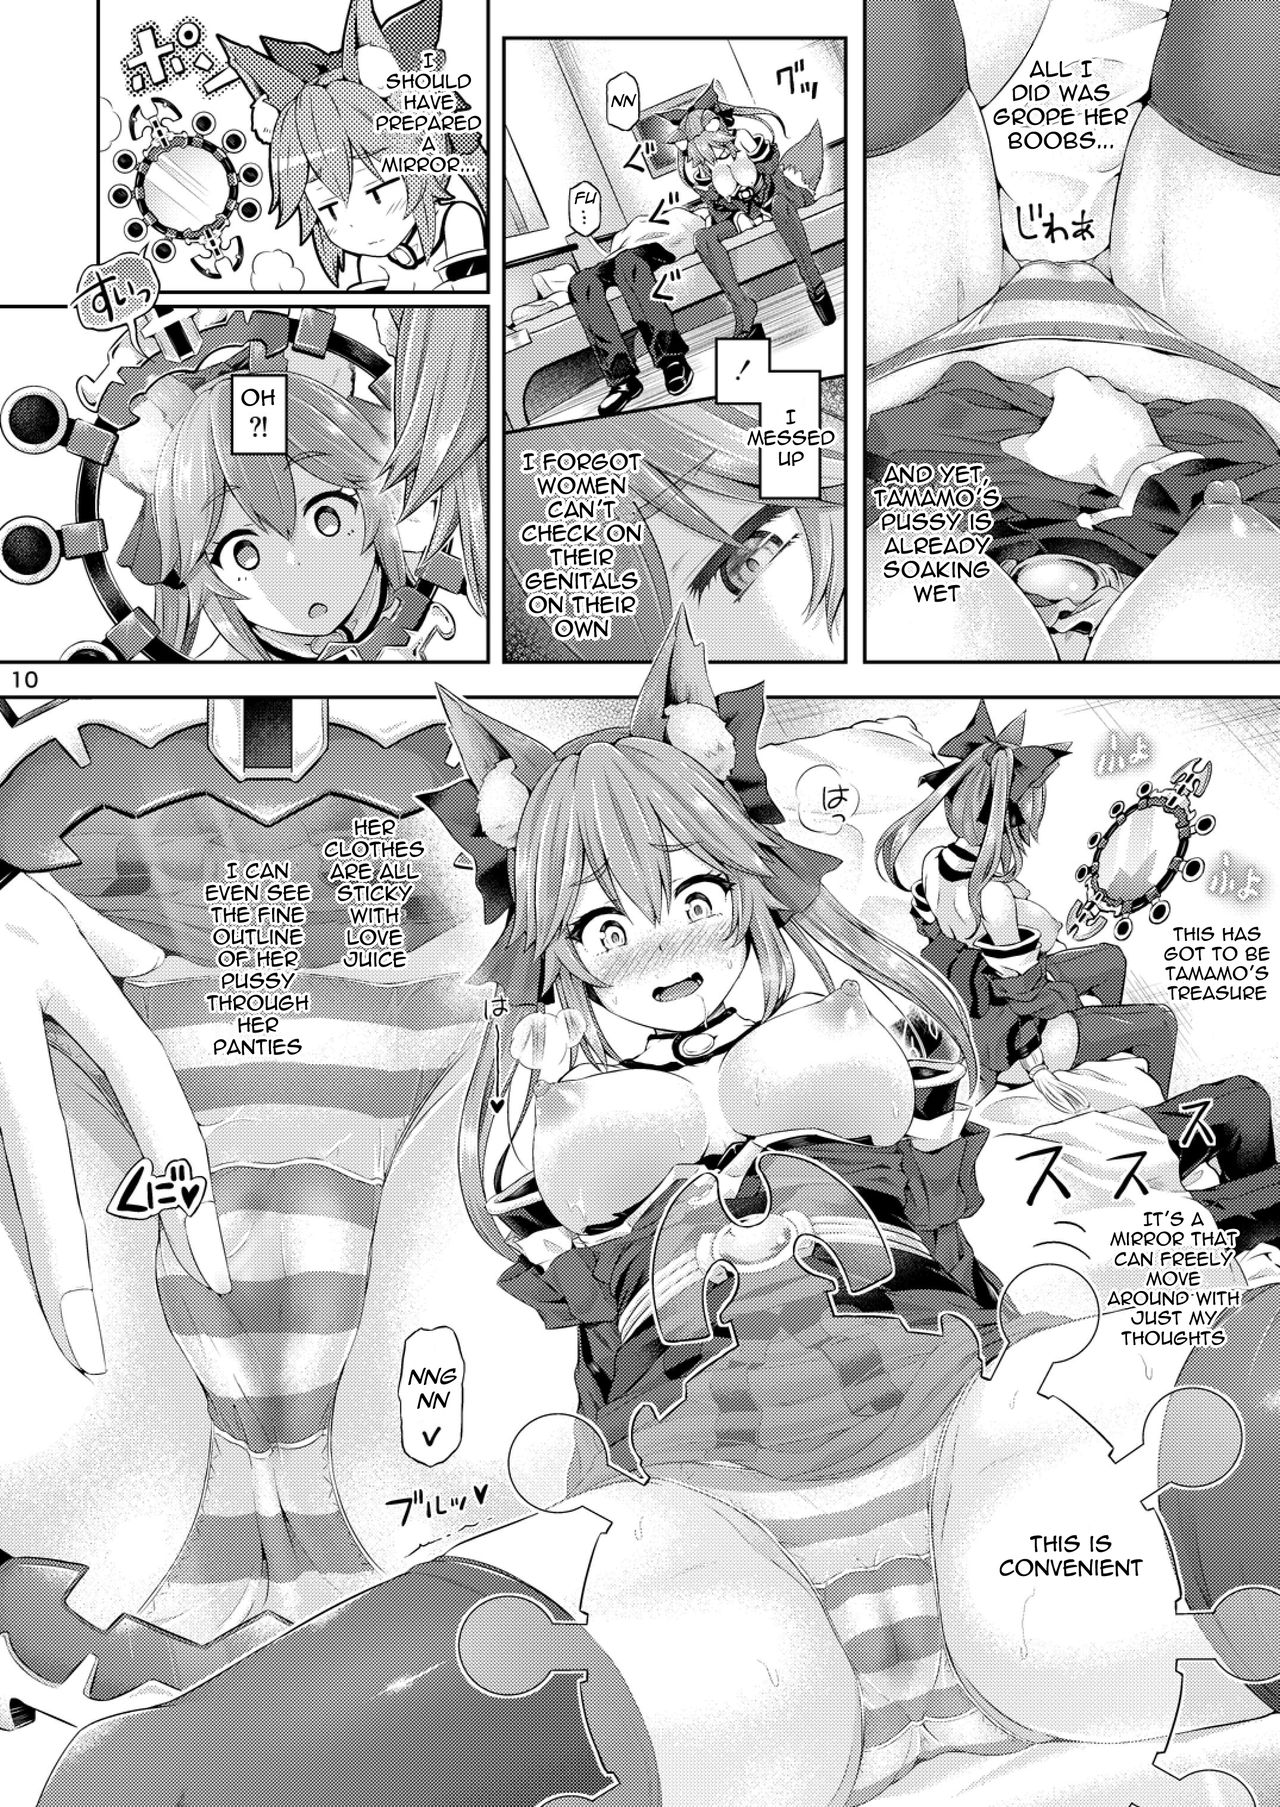 ALL I
DID WAS
GROPE HER
BOOBS...
じわぁ
AND YET,
TAMAMO'S
PUSSY IS
ALREADY
SOAKING
WET
グッ
NN
FU
...
!
I
MESSED
UP
I FORGOT
WOMEN
CAN'T
CHECK ON
THEIR
GENITALS
ON THEIR
OWN
I
SHOULD
HAVE
PREPARED
A
MIRROR...
すいっ
OH
?!
10
ふよ
ふよ
THIS HAS
GOT TO BE
TAMAMO'S
TREASURE
ス
ス
ス
IT'S A
MIRROR THAT
CAN FREELY
MOVE
AROUND WITH
JUST MY
THOUGHTS
THIS IS
CONVENIENT
はっ
は
HER
CLOTHES
ARE ALL
STICKY
WITH
LOVE
JUICE
I CAN
EVEN SEE
THE FINE
OUTLINE
OF HER
PUSSY
THROUGH
HER
PANTIES
くに♥
NNG
NN
♥
ブルッ♥